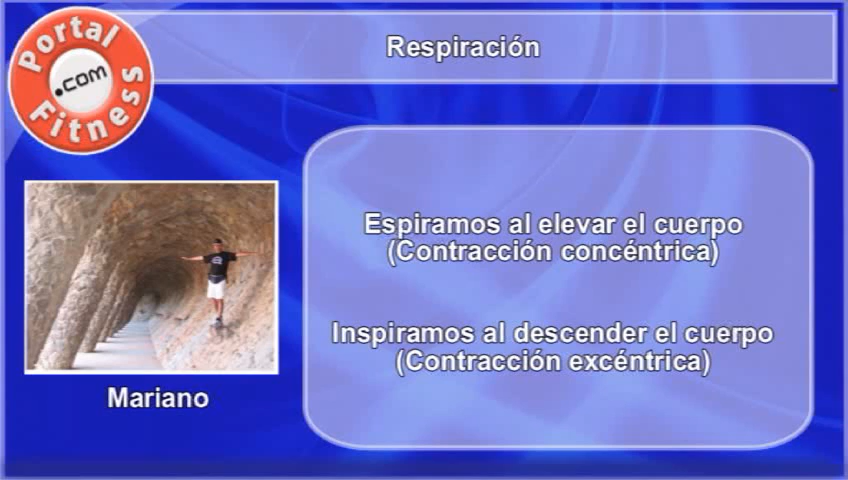 Portal
.com
Fitness
Respiración
Espiramos al elevar el cuerpo
(Contracción concéntrica)
Inspiramos al descender el cuerpo
(Contracción excéntrica)
Mariano